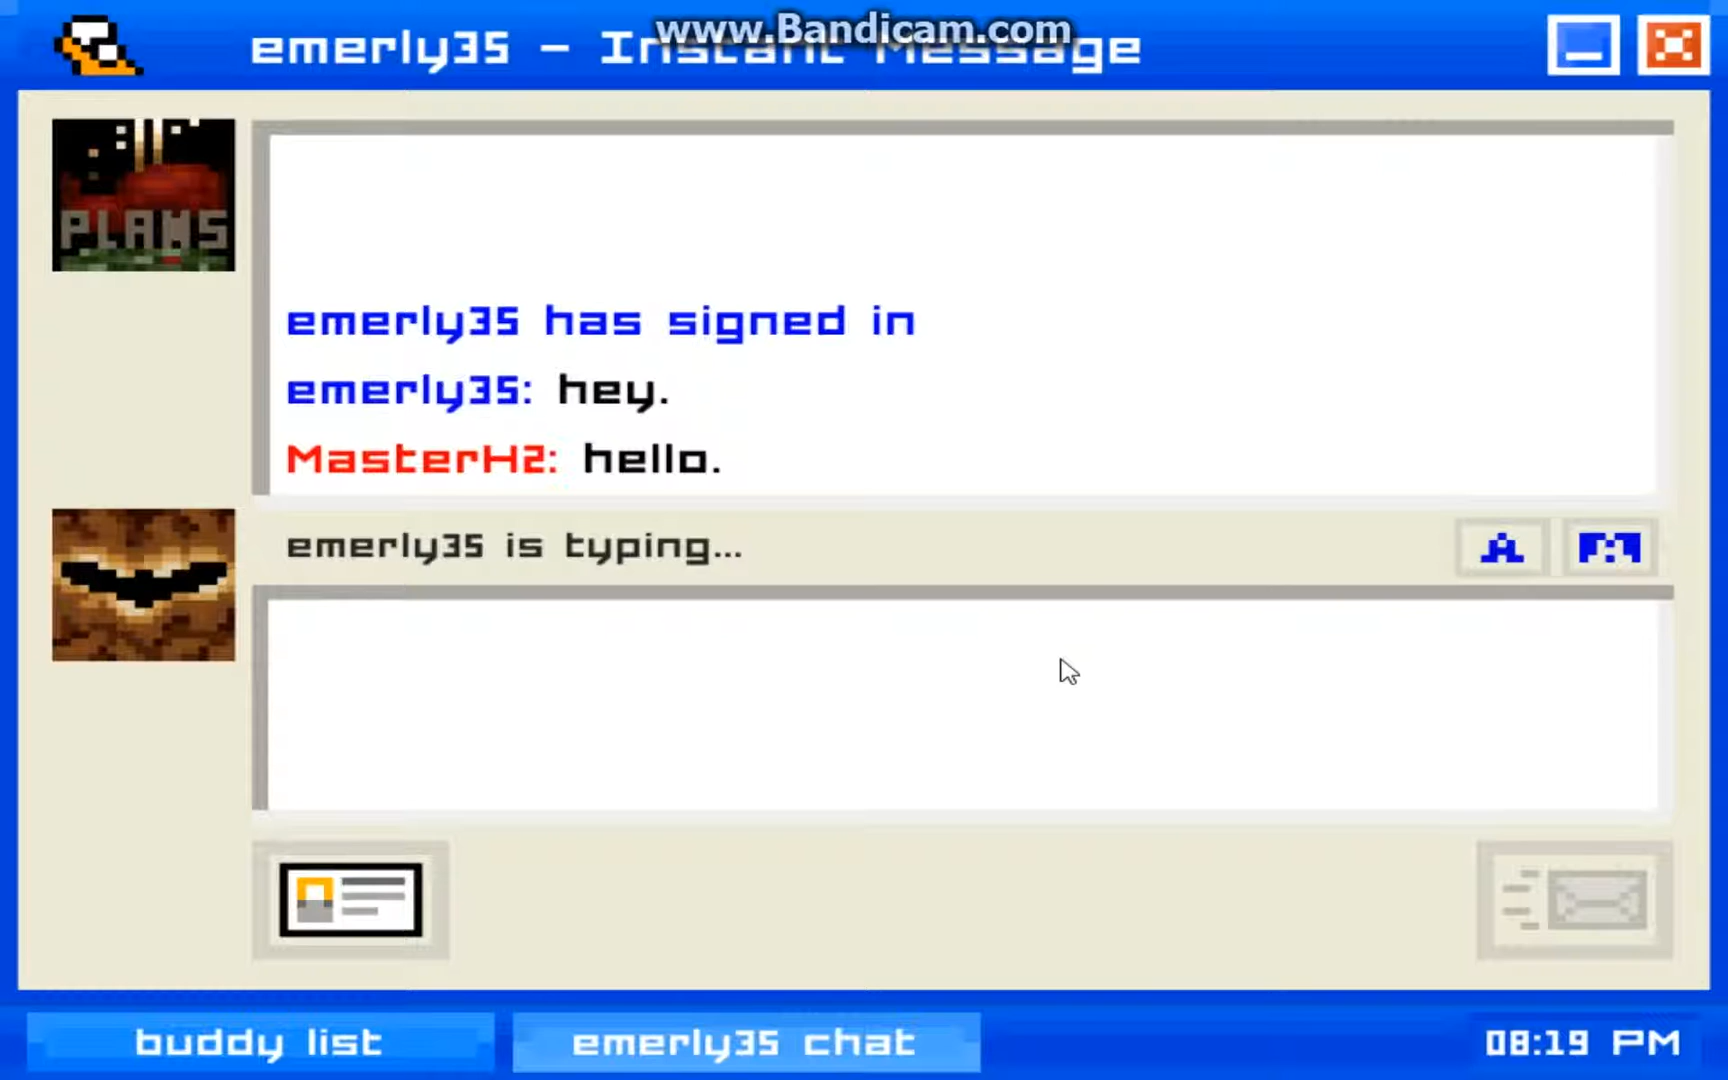 www.Bandicam.com
emerly35 - Instant Message
PLANS
emerly35 has signed in
emerly35: hey.
MasterH2: hello.
emerly35 is typing...
A
buddy list
emerly35 chat
08:19 PM